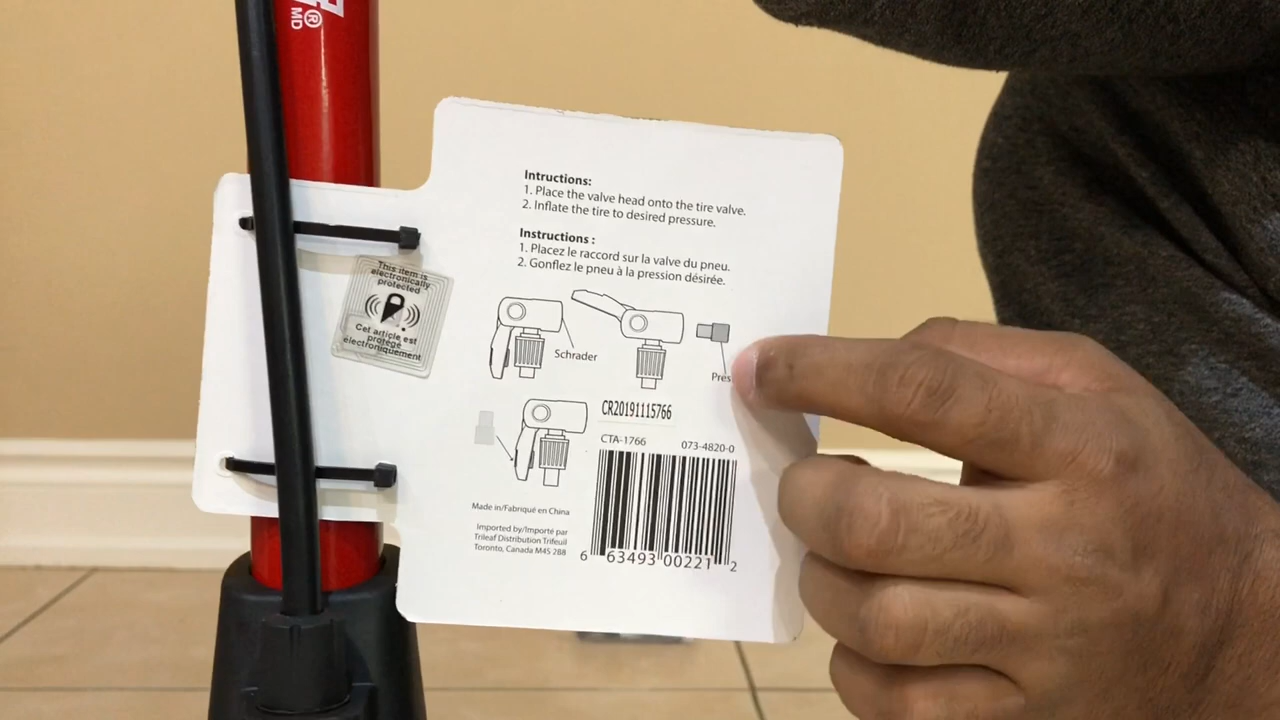 ® MD
Intructions:
1. Place the valve head onto the tire valve.
2. Inflate the tire to desired pressure.
Instructions :
1. Placez le raccord sur la valve du pneu.
2. Gonflez le pneu à la pression désirée.
This item is
electronically
protected
Cet article est
protégé
électroniquement
Schrader
Pres
CR20191115766
CTA-1766 073-4820-0
Made in/Fabriqué en China
Imported by/Importé par
Trileaf Distribution Trifeuil
Toronto, Canada M4S 2B8
6 63493 00221 2